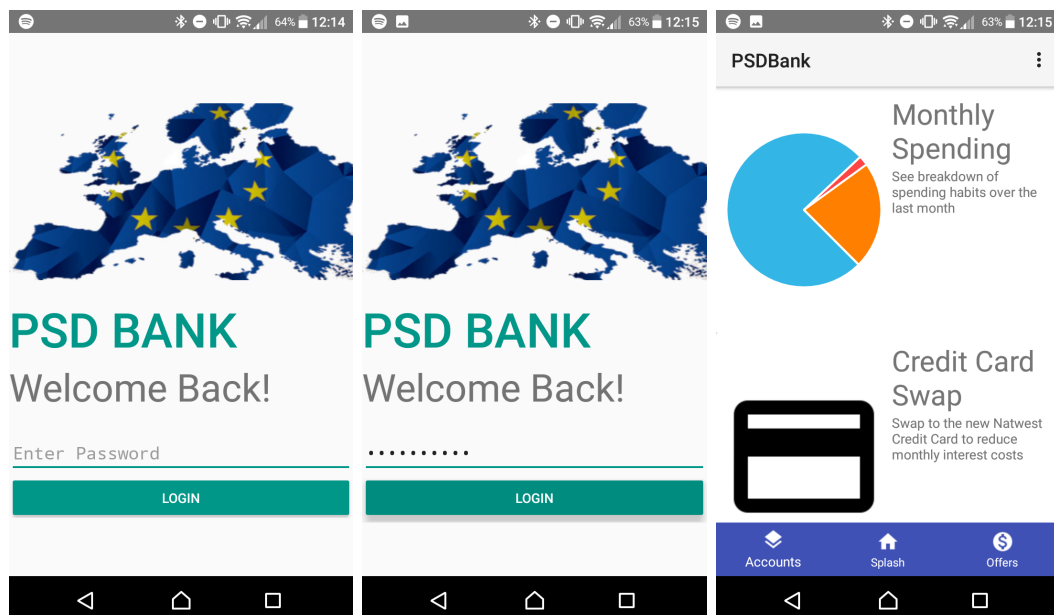 64% 12:14
PSD BANK
Welcome Back!
Enter Password
LOGIN
63% 12:15
PSD BANK
Welcome Back!
••••••••••
LOGIN
63% 12:15
PSDBank
Monthly
Spending
See breakdown of
spending habits over the
last month
Credit Card
Swap
Swap to the new Natwest
Credit Card to reduce
monthly interest costs
Accounts
Splash
Offers